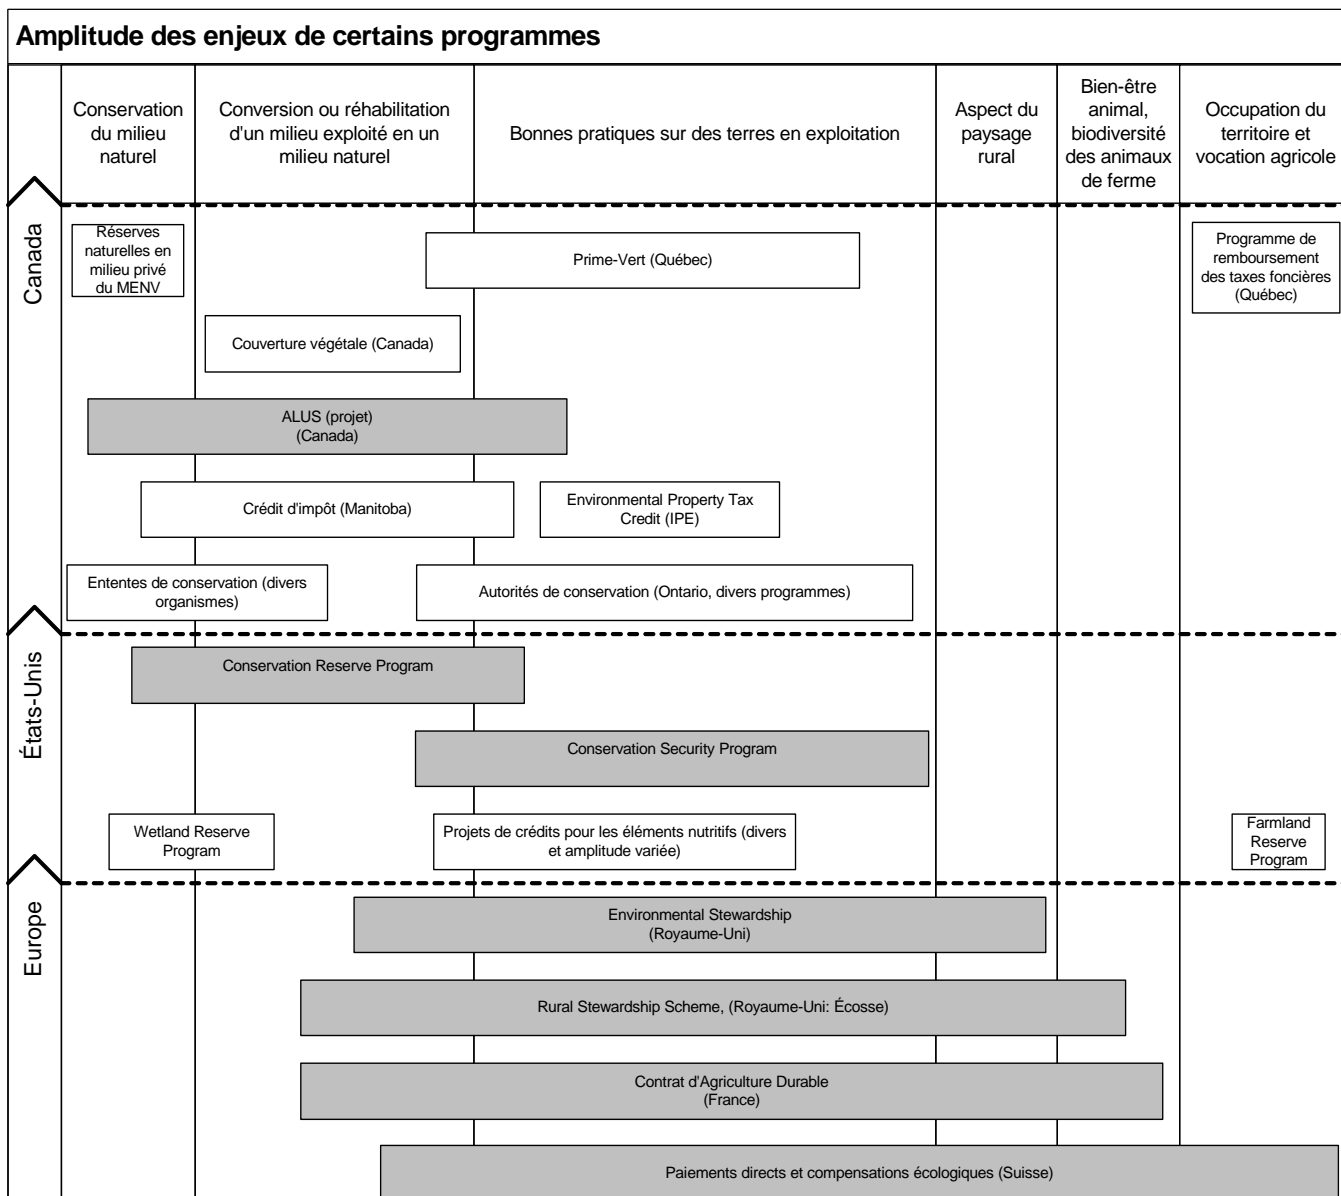 Amplitude des enjeux de certains programmes
Conservation
du milieu
naturel
Conversion ou réhabilitation
d'un milieu exploité en un
milieu naturel
Bonnes pratiques sur des terres en exploitation
Aspect du
paysage
rural
Bien-être
animal,
biodiversité
des animaux
de ferme
Occupation du
territoire et
vocation agricole
Canada
Réserves
naturelles en
milieu privé
du MENV
Prime-Vert (Québec)
Programme de
remboursement
des taxes foncières
(Québec)
Couverture végétale (Canada)
ALUS (projet)
(Canada)
Crédit d'impôt (Manitoba)
Environmental Property Tax
Credit (IPE)
Ententes de conservation (divers
organismes)
Autorités de conservation (Ontario, divers programmes)
États-Unis
Conservation Reserve Program
Conservation Security Program
Wetland Reserve
Program
Projets de crédits pour les éléments nutritifs (divers
et amplitude variée)
Farmland
Reserve
Program
Europe
Environmental Stewardship
(Royaume-Uni)
Rural Stewardship Scheme, (Royaume-Uni: Écosse)
Contrat d'Agriculture Durable
(France)
Paiements directs et compensations écologiques (Suisse)